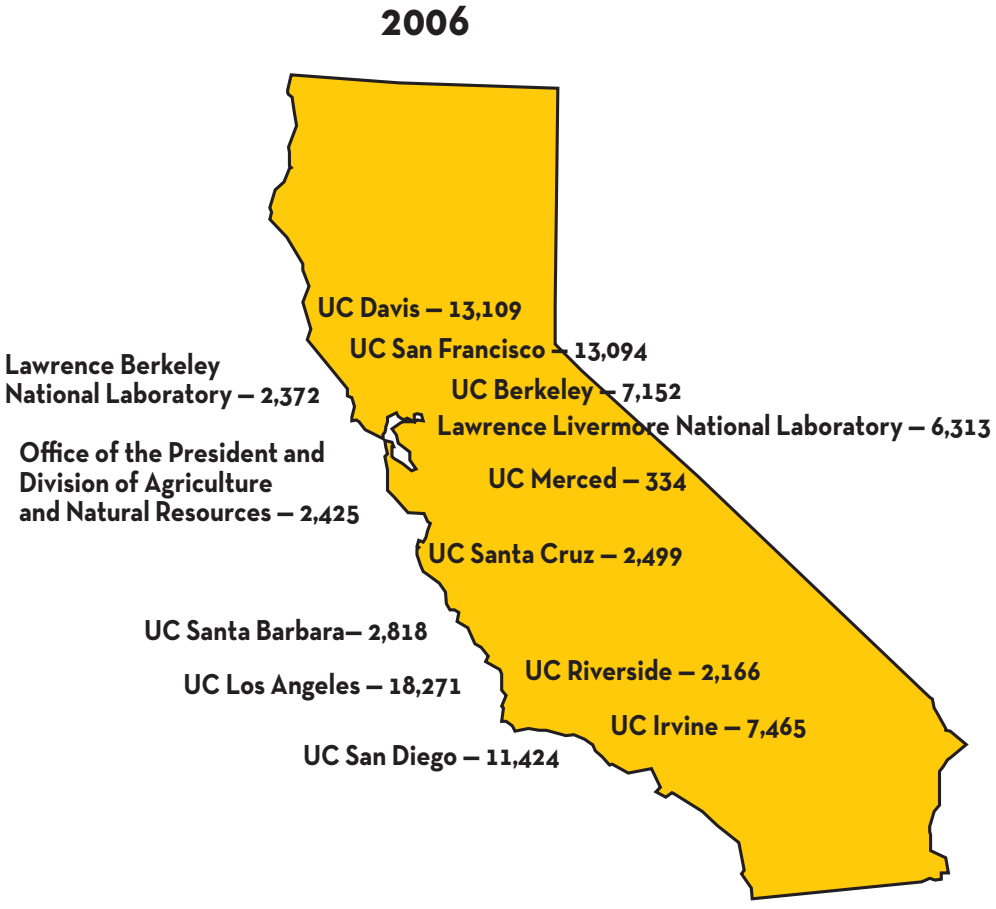 2006
UC Davis – 13,109
UC San Francisco – 13,094
Lawrence Berkeley
National Laboratory – 2,372
UC Berkeley – 7,152
Lawrence Livermore National Laboratory – 6,313
Office of the President and
Division of Agriculture
and Natural Resources – 2,425
UC Merced – 334
UC Santa Cruz – 2,499
UC Santa Barbara– 2,818
UC Riverside – 2,166
UC Los Angeles – 18,271
UC Irvine – 7,465
UC San Diego – 11,424